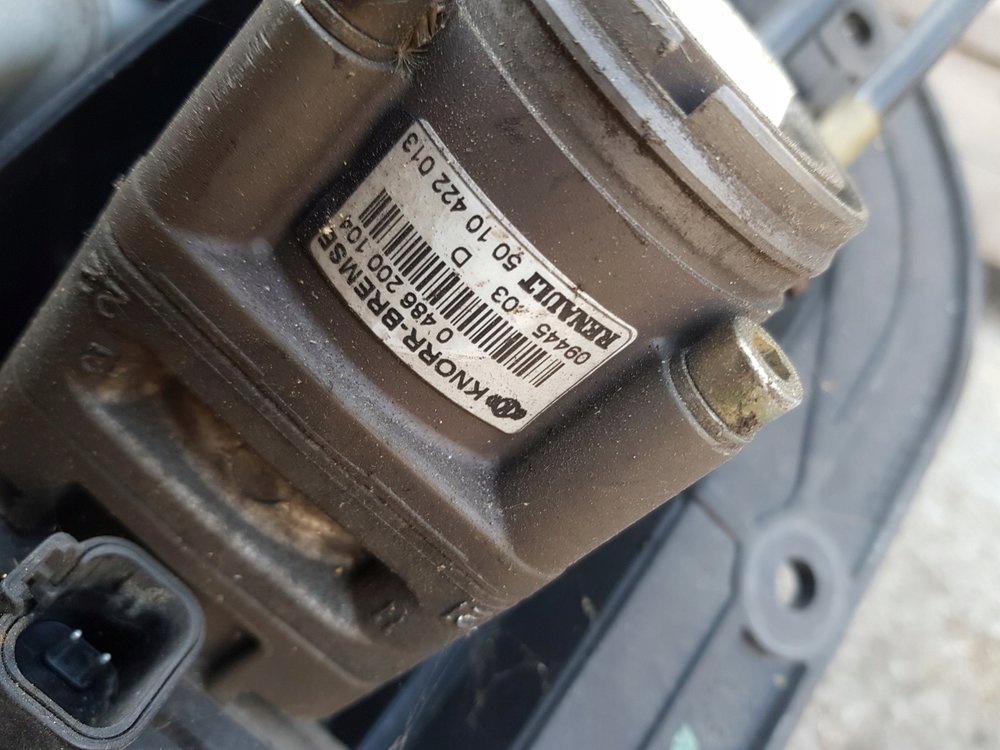 KNORR-BREMSE
0 486 200 104
09445 .03 D
RENAULT 50 10 422 013